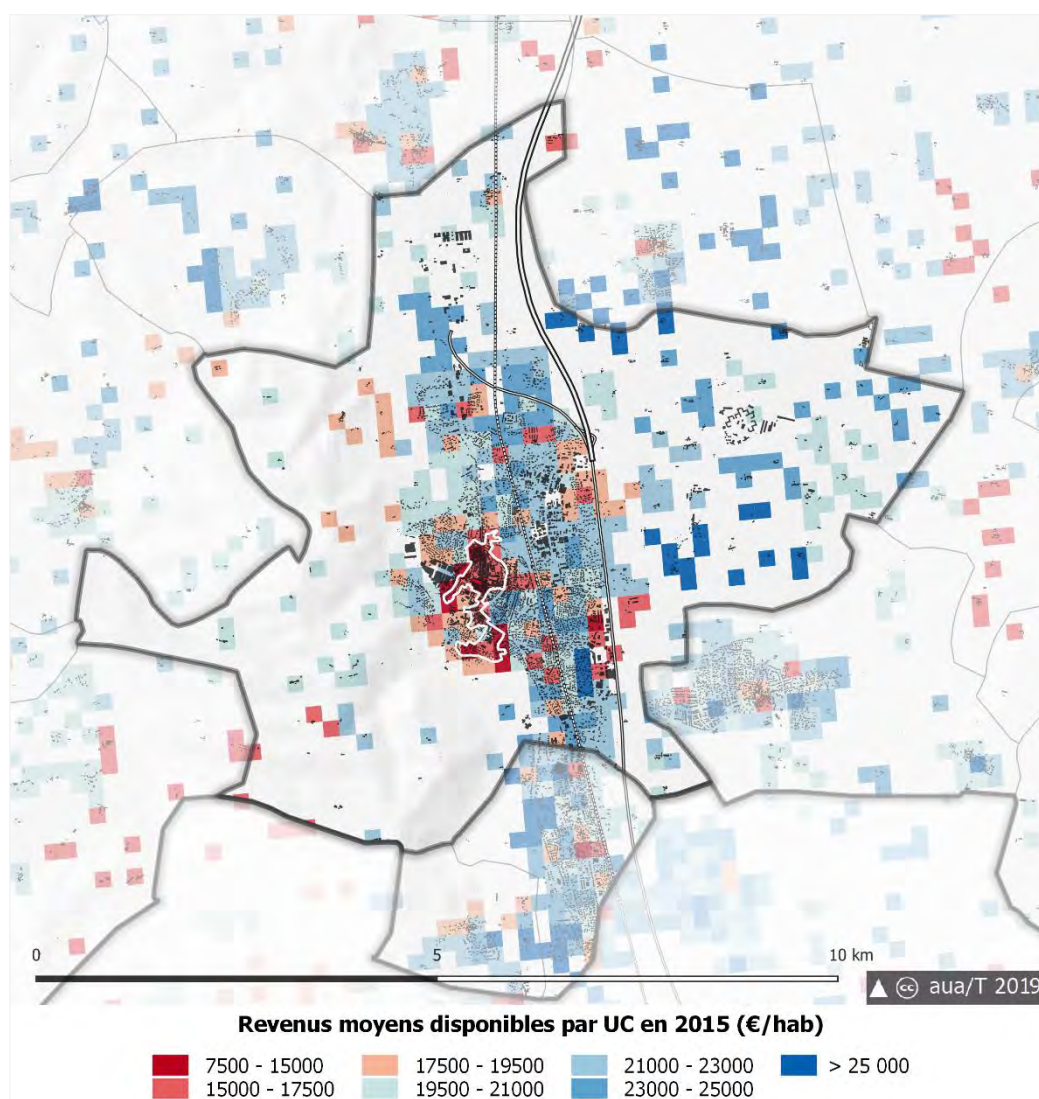 0 5 10 km
aua/T 2019
Revenus moyens disponibles par UC en 2015 (€/hab)
7500 - 15000 17500 - 19500 21000 - 23000 > 25 000
15000 - 17500 19500 - 21000 23000 - 25000